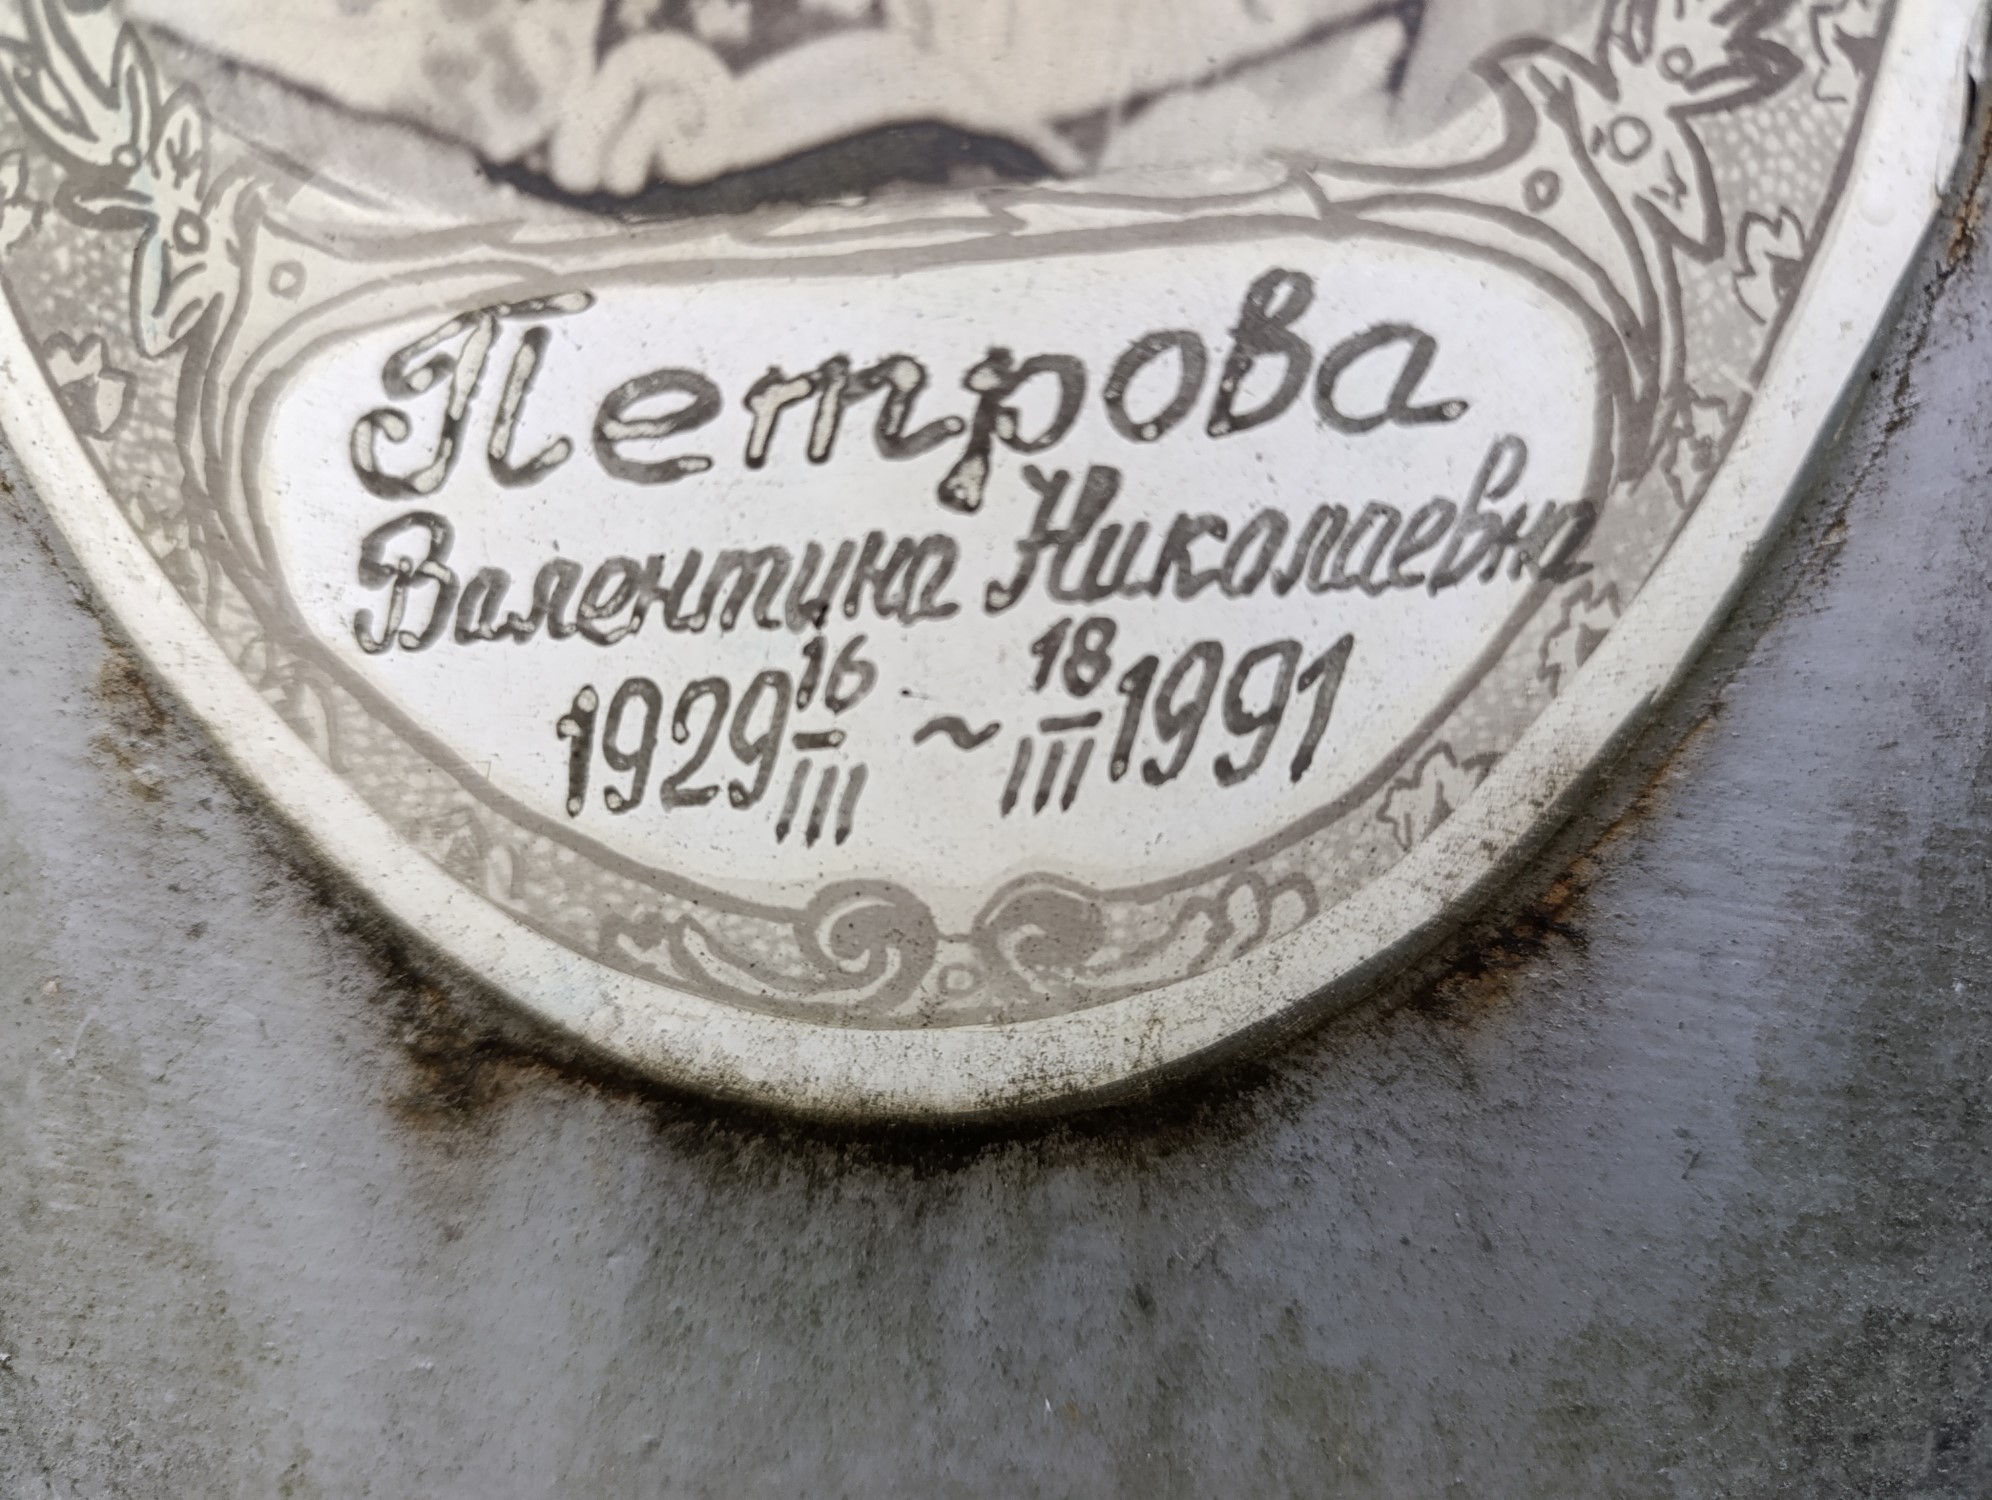 Петрова
Валентина Николаевна
1929 16/III ~ 18/III 1991